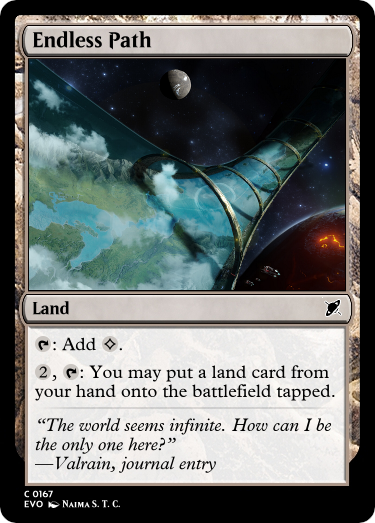 Endless Path
Land
: Add .
2, : You may put a land card from
your hand onto the battlefield tapped.
“The world seems infinite. How can I be
the only one here?”
—Valrain, journal entry
C 0167
EVO Naima S. T. C.